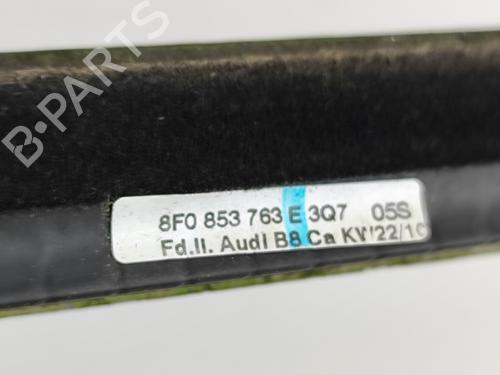 B-PARTS
8F0 853 763 E 3Q7 05S
Fd.II. Audi B8 Ca KW'22/10